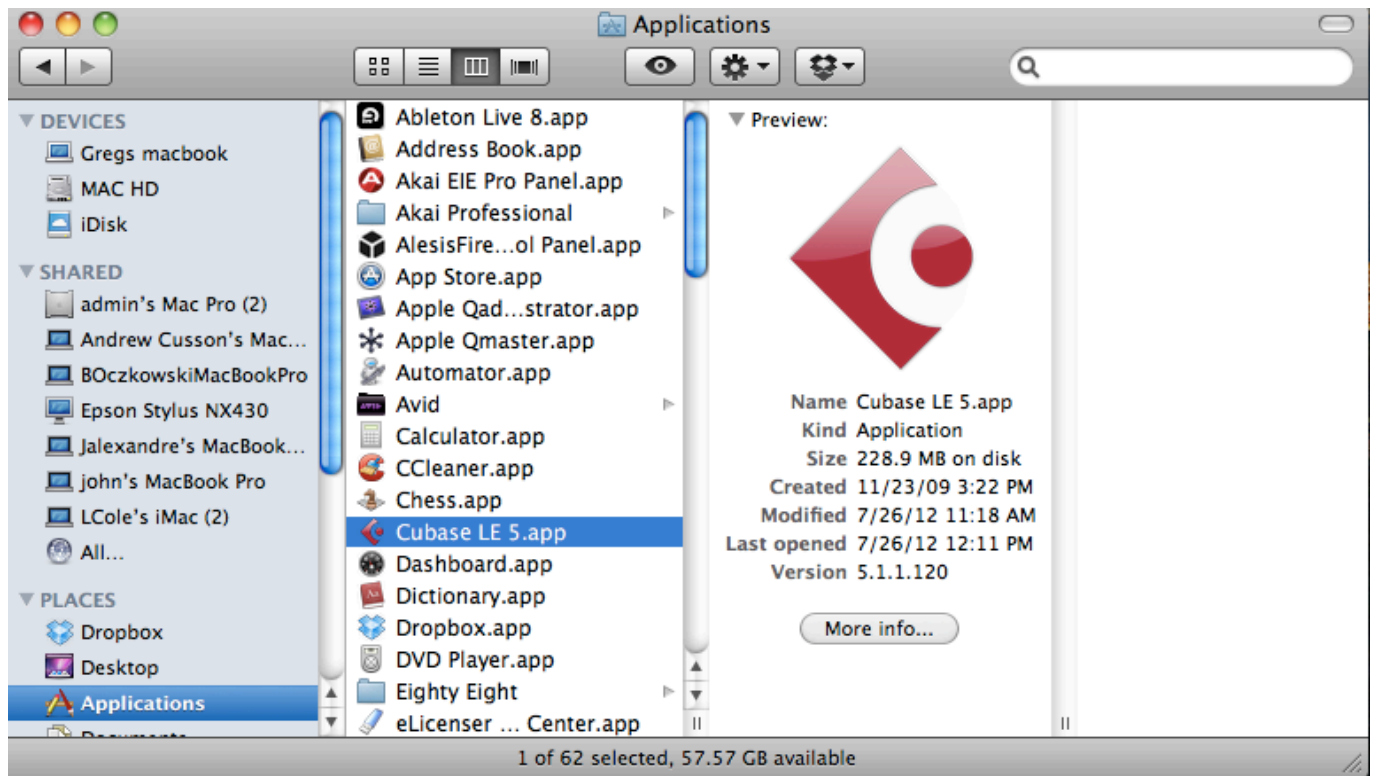 Applications
DEVICES
Gregs macbook
MAC HD
iDisk
SHARED
admin's Mac Pro (2)
Andrew Cusson's Mac...
BOczkowskiMacBookPro
Epson Stylus NX430
Jalexandre's MacBook...
john's MacBook Pro
LCole's iMac (2)
All...
PLACES
Dropbox
Desktop
Applications
Ableton Live 8.app
Address Book.app
Akai EIE Pro Panel.app
Akai Professional
AlesisFire...ol Panel.app
App Store.app
Apple Qad...strator.app
Apple Qmaster.app
Automator.app
Avid
Calculator.app
CCleaner.app
Chess.app
Cubase LE 5.app
Dashboard.app
Dictionary.app
Dropbox.app
DVD Player.app
Eighty Eight
eLicenser ... Center.app
Preview:
Name Cubase LE 5.app
Kind Application
Size 228.9 MB on disk
Created 11/23/09 3:22 PM
Modified 7/26/12 11:18 AM
Last opened 7/26/12 12:11 PM
Version 5.1.1.120
More info...
1 of 62 selected, 57.57 GB available